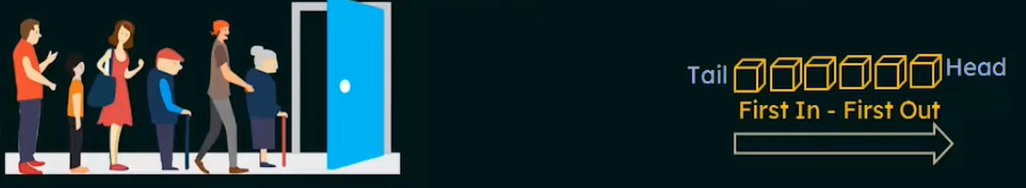 Tail
Head
First In - First Out